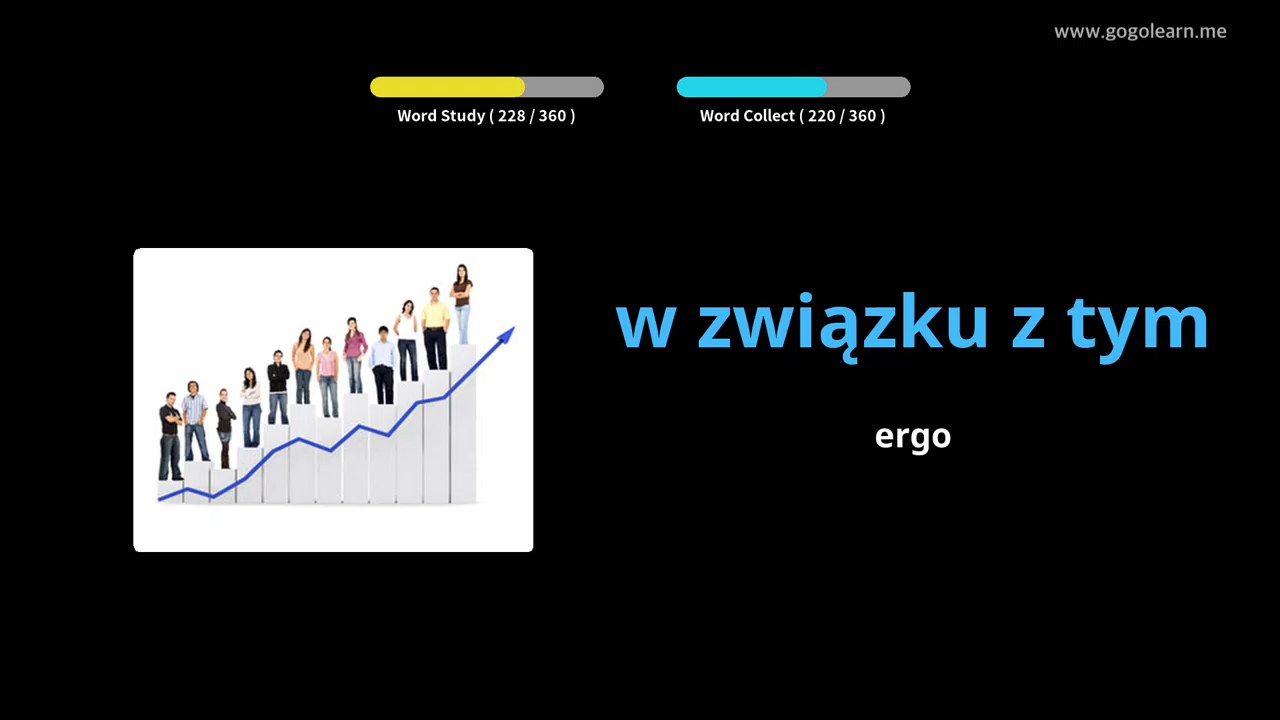 www.gogolearn.me
Word Study ( 228 / 360 )
Word Collect ( 220 / 360 )
w związku z tym
ergo